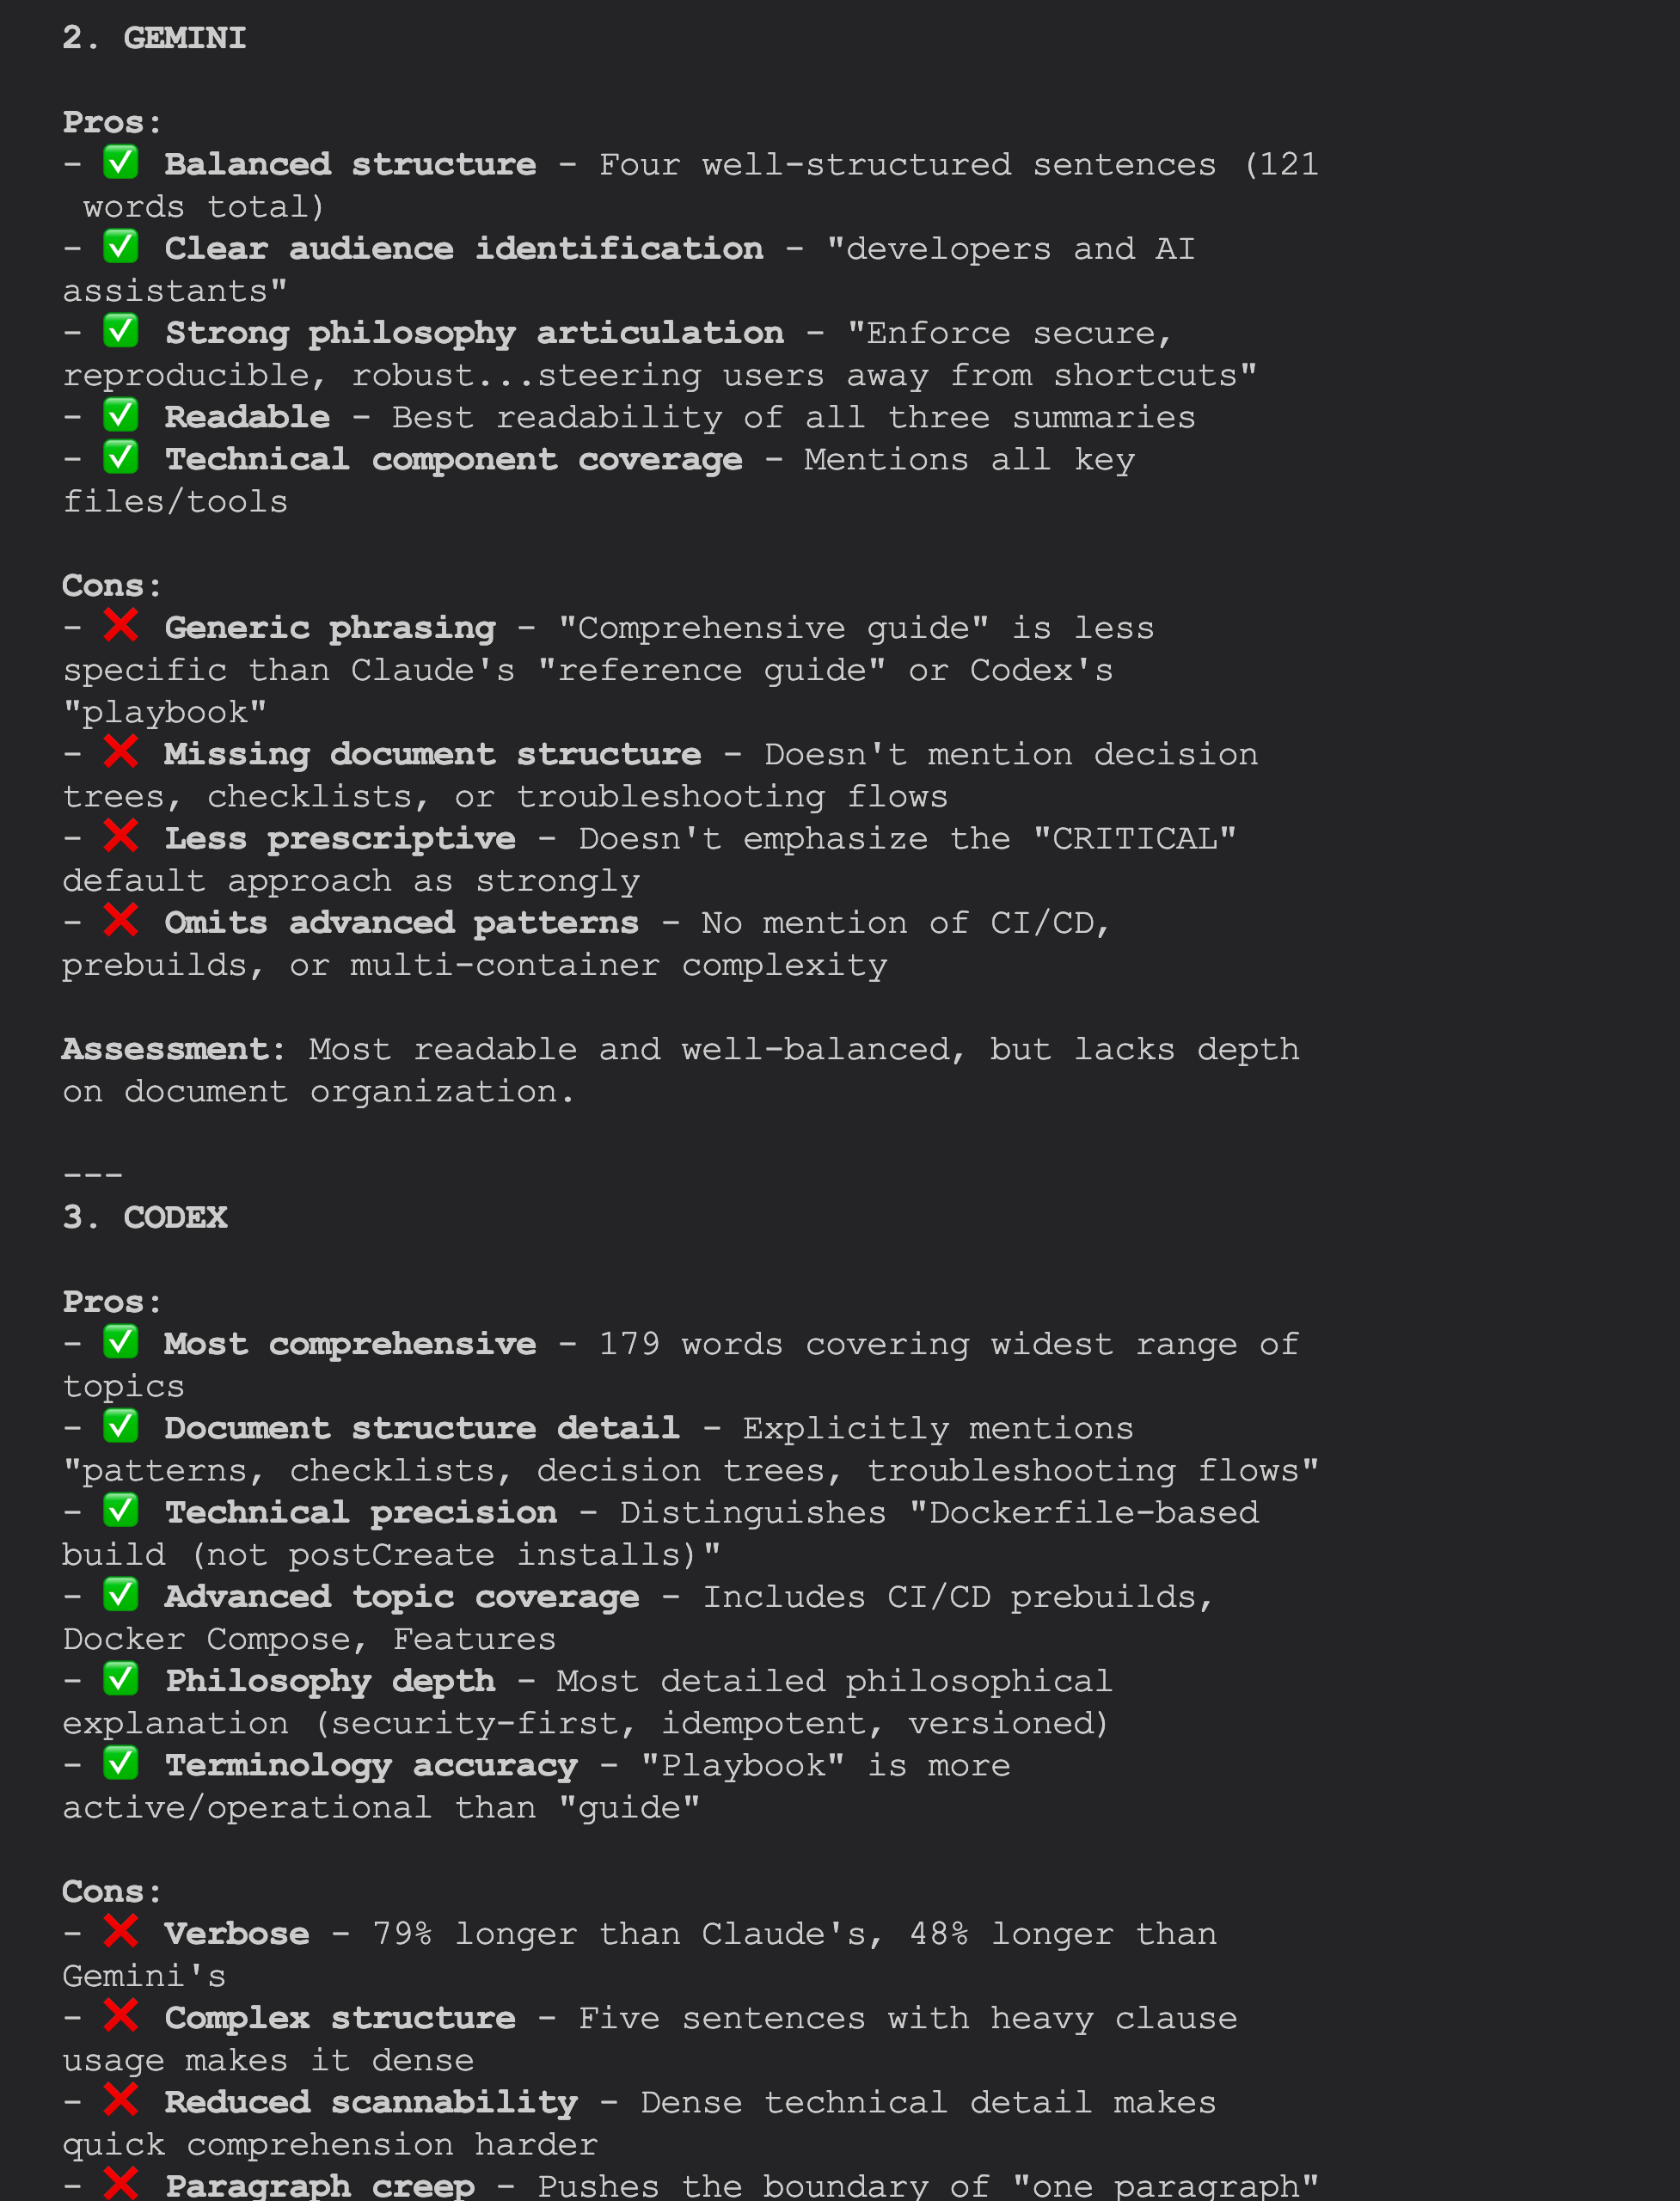 2. GEMINI
Pros:
- ✅ Balanced structure - Four well-structured sentences (121
words total)
- ✅ Clear audience identification - "developers and AI
assistants"
- ✅ Strong philosophy articulation - "Enforce secure,
reproducible, robust...steering users away from shortcuts"
- ✅ Readable - Best readability of all three summaries
- ✅ Technical component coverage - Mentions all key
files/tools
Cons:
- ❌ Generic phrasing - "Comprehensive guide" is less
specific than Claude's "reference guide" or Codex's
"playbook"
- ❌ Missing document structure - Doesn't mention decision
trees, checklists, or troubleshooting flows
- ❌ Less prescriptive - Doesn't emphasize the "CRITICAL"
default approach as strongly
- ❌ Omits advanced patterns - No mention of CI/CD,
prebuilds, or multi-container complexity
Assessment: Most readable and well-balanced, but lacks depth
on document organization.
---
3. CODEX
Pros:
- ✅ Most comprehensive - 179 words covering widest range of
topics
- ✅ Document structure detail - Explicitly mentions
"patterns, checklists, decision trees, troubleshooting flows"
- ✅ Technical precision - Distinguishes "Dockerfile-based
build (not postCreate installs)"
- ✅ Advanced topic coverage - Includes CI/CD prebuilds,
Docker Compose, Features
- ✅ Philosophy depth - Most detailed philosophical
explanation (security-first, idempotent, versioned)
- ✅ Terminology accuracy - "Playbook" is more
active/operational than "guide"
Cons:
- ❌ Verbose - 79% longer than Claude's, 48% longer than
Gemini's
- ❌ Complex structure - Five sentences with heavy clause
usage makes it dense
- ❌ Reduced scannability - Dense technical detail makes
quick comprehension harder
- ❌ Paragraph creep - Pushes the boundary of "one paragraph"